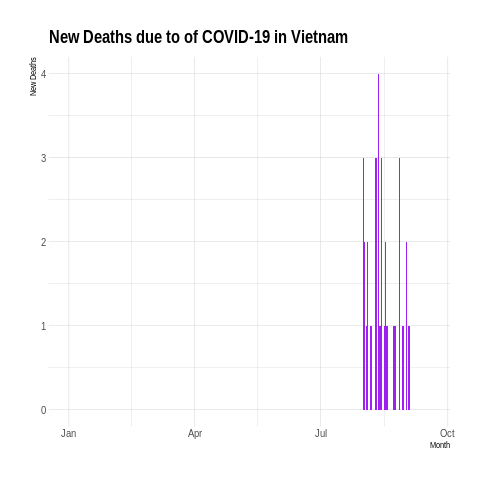 New Deaths due to of COVID-19 in Vietnam
New Deaths
4
3
2
1
0
Jan Apr Jul Oct
Month